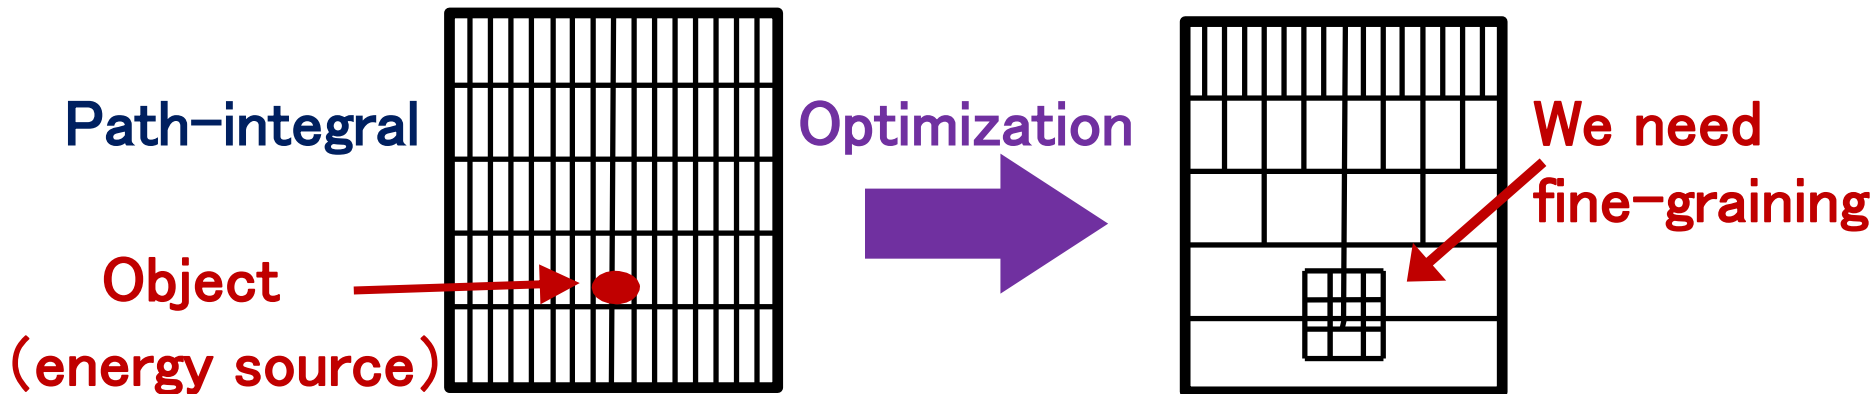 Path-integral
Object
(energy source)
Optimization
We need
fine-graining